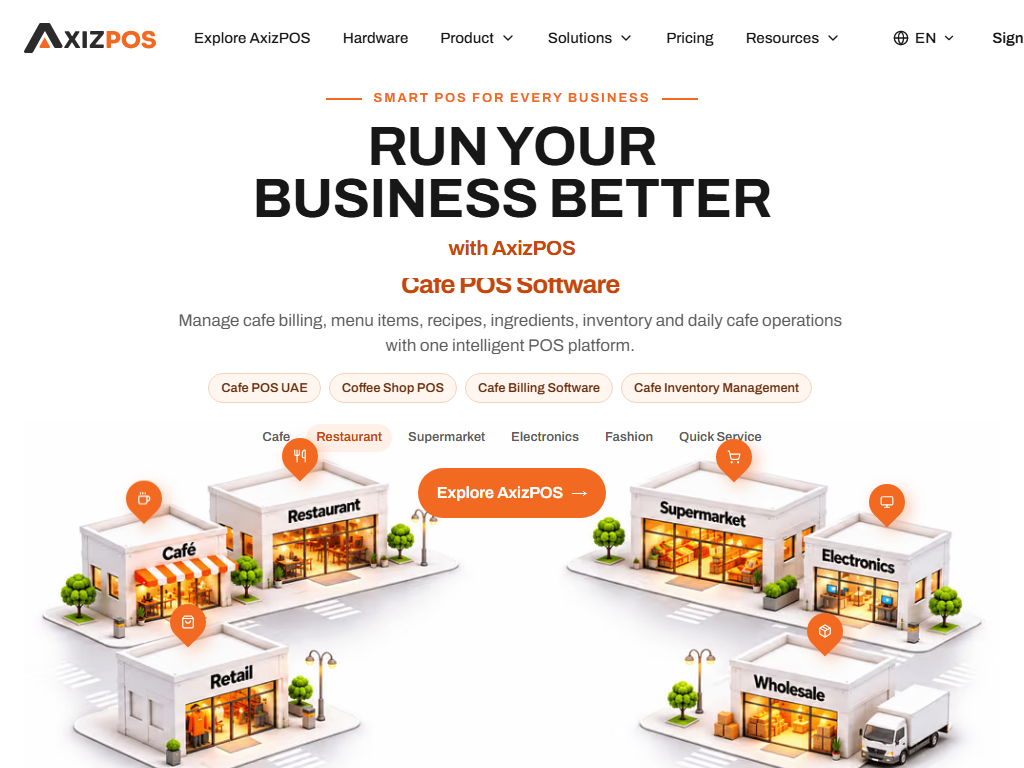 AXIZPOS
Explore AxizPOS
Hardware
Product
Solutions
Pricing
Resources
EN
Sign
SMART POS FOR EVERY BUSINESS
RUN YOUR
BUSINESS BETTER
with AxizPOS
Cafe POS Software
Manage cafe billing, menu items, recipes, ingredients, inventory and daily cafe operations
with one intelligent POS platform.
Cafe POS UAE
Coffee Shop POS
Cafe Billing Software
Cafe Inventory Management
Cafe
Restaurant
Supermarket
Electronics
Fashion
Quick Service
Explore AxizPOS →
Restaurant
Supermarket
Café
Electronics
Retail
Wholesale